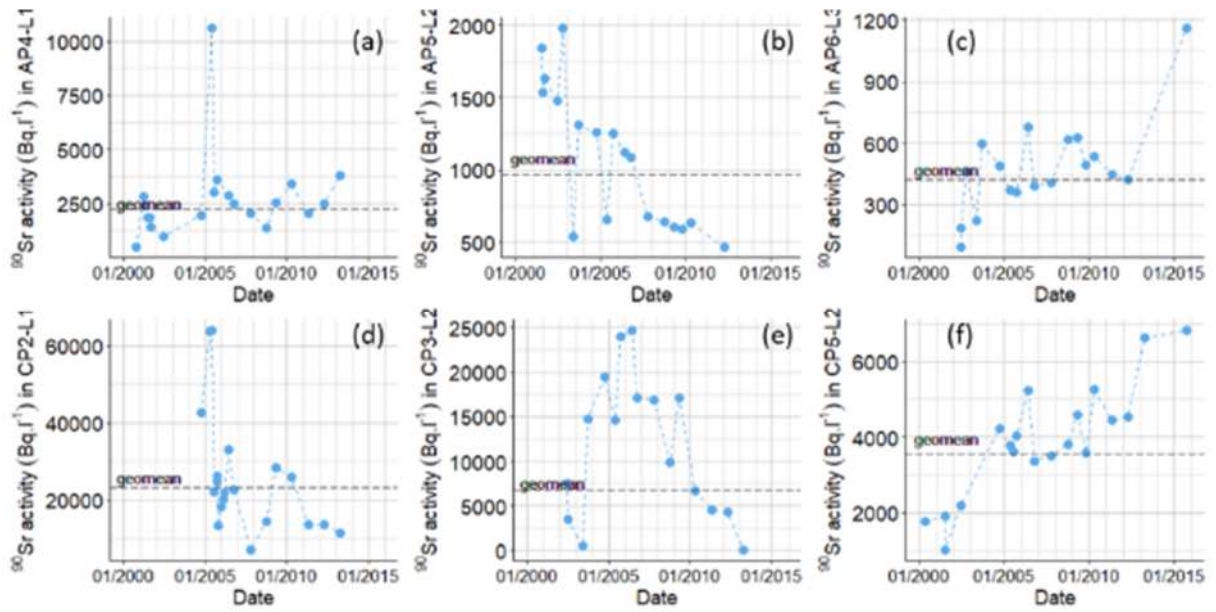 (a)
⁹⁰Sr activity (Bq.l⁻¹) in AP4-L1
10000
7500
5000
2500
geomean
01/2000 01/2005 01/2010 01/2015
Date
(b)
⁹⁰Sr activity (Bq.l⁻¹) in AP5-L2
2000
1500
1000
500
geomean
01/2000 01/2005 01/2010 01/2015
Date
(c)
⁹⁰Sr activity (Bq.l⁻¹) in AP6-L3
1200
900
600
300
geomean
01/2000 01/2005 01/2010 01/2015
Date
(d)
⁹⁰Sr activity (Bq.l⁻¹) in CP2-L1
60000
40000
20000
geomean
01/2000 01/2005 01/2010 01/2015
Date
(e)
⁹⁰Sr activity (Bq.l⁻¹) in CP3-L2
25000
20000
15000
10000
5000
0
geomean
01/2000 01/2005 01/2010 01/2015
Date
(f)
⁹⁰Sr activity (Bq.l⁻¹) in CP5-L2
6000
4000
2000
geomean
01/2000 01/2005 01/2010 01/2015
Date